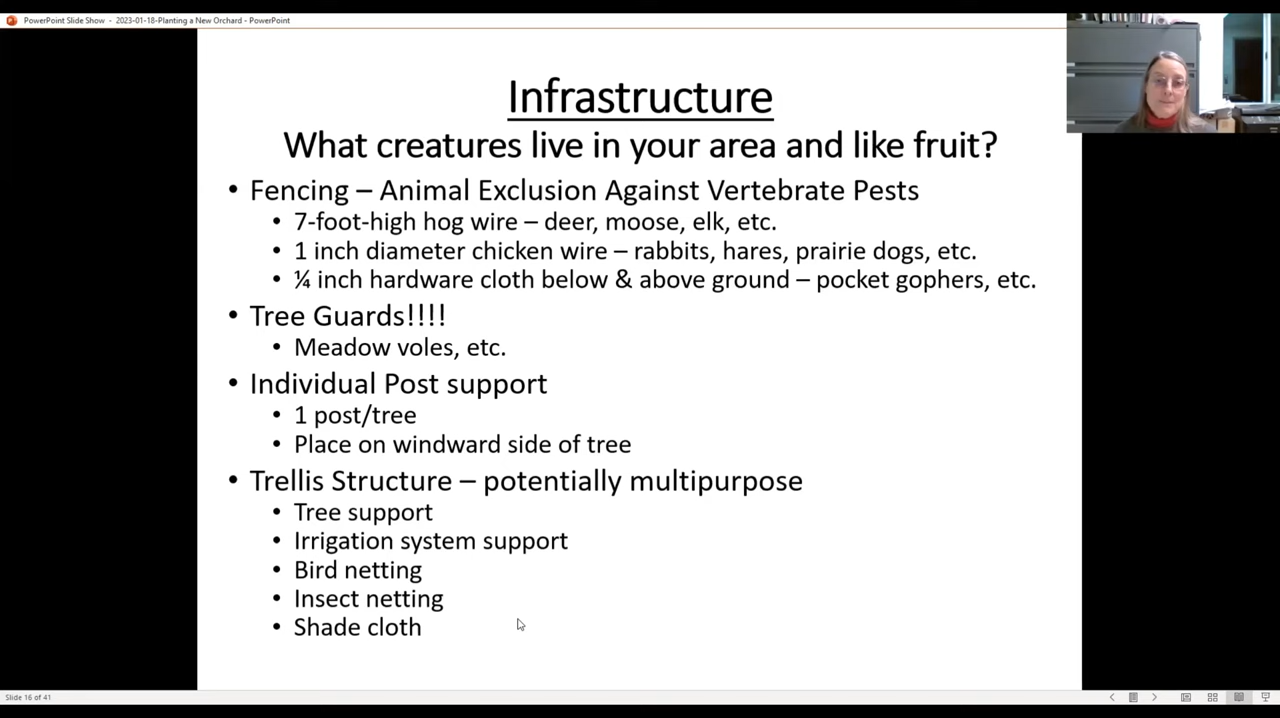 PowerPoint Slide Show - 2023-01-18-Planting a New Orchard - PowerPoint
Infrastructure
What creatures live in your area and like fruit?
• Fencing – Animal Exclusion Against Vertebrate Pests
• 7-foot-high hog wire – deer, moose, elk, etc.
• 1 inch diameter chicken wire – rabbits, hares, prairie dogs, etc.
• ¼ inch hardware cloth below & above ground – pocket gophers, etc.
• Tree Guards!!!!
• Meadow voles, etc.
• Individual Post support
• 1 post/tree
• Place on windward side of tree
• Trellis Structure – potentially multipurpose
• Tree support
• Irrigation system support
• Bird netting
• Insect netting
• Shade cloth
Slide 16 of 41